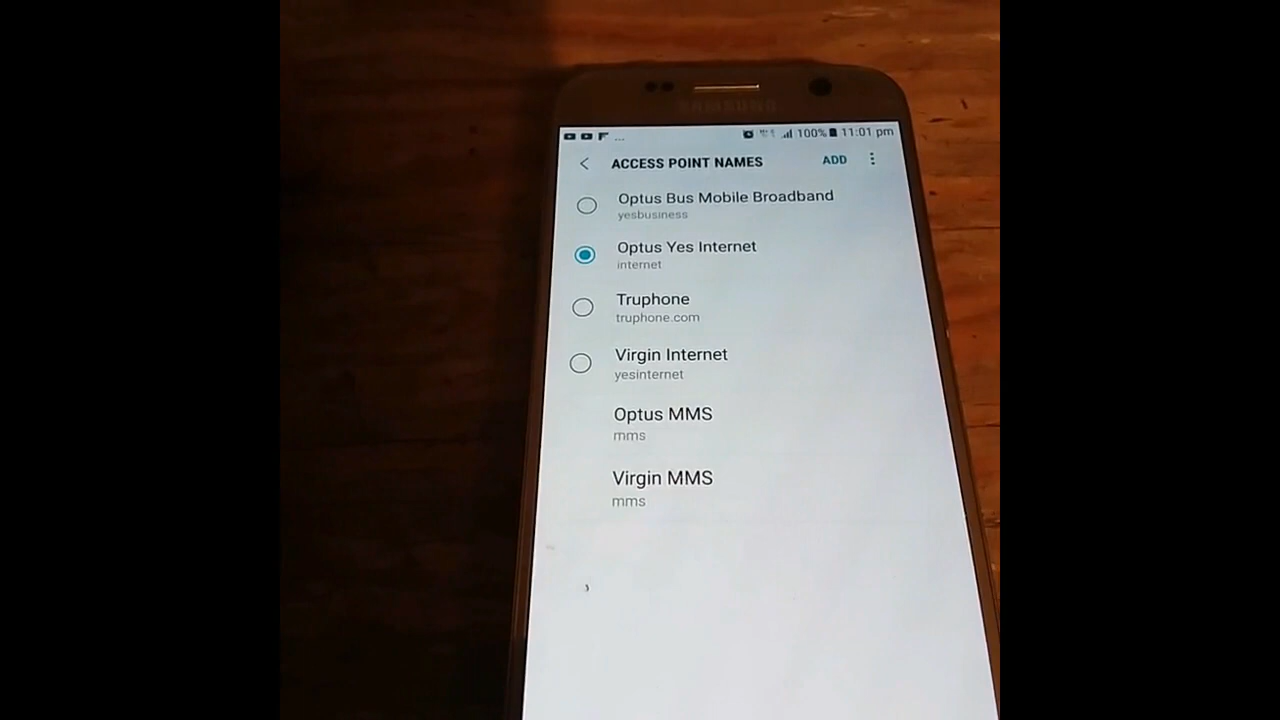 SAMSUNG
... 100% 11:01 pm
ACCESS POINT NAMES ADD
Optus Bus Mobile Broadband
yesbusiness
Optus Yes Internet
internet
Truphone
truphone.com
Virgin Internet
yesinternet
Optus MMS
mms
Virgin MMS
mms